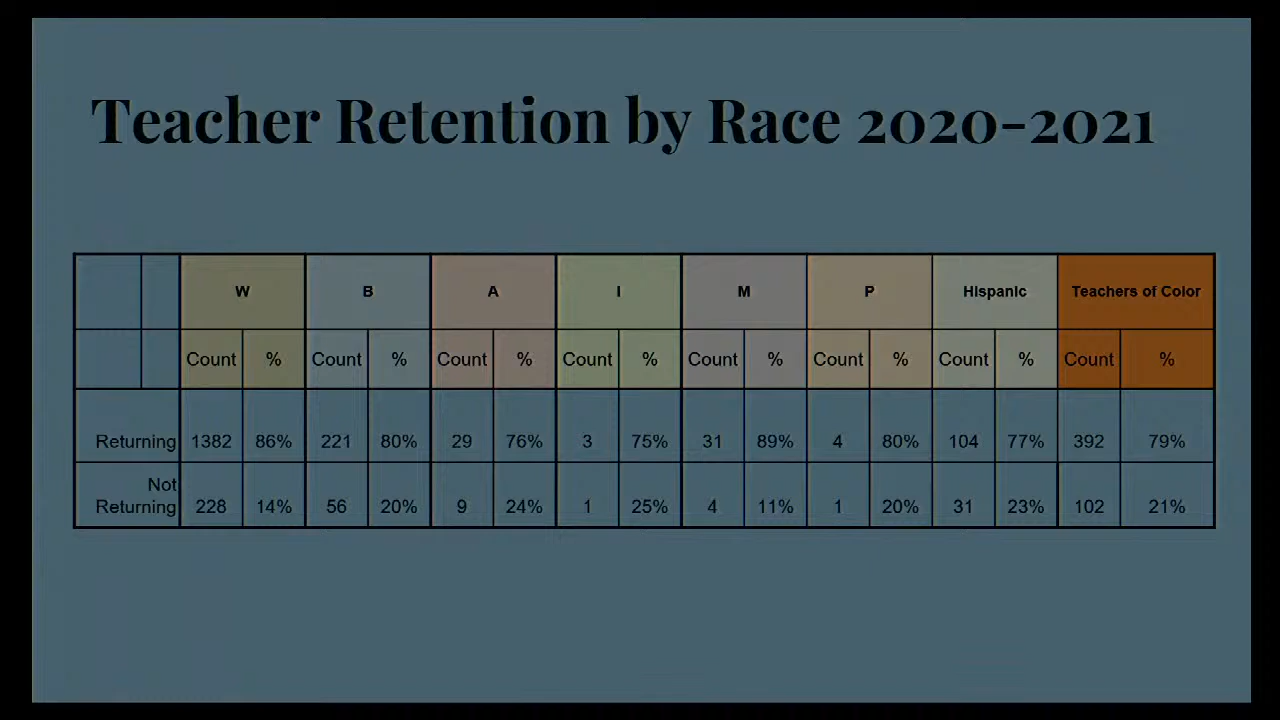 Teacher Retention by Race 2020-2021
W B A I M P Hispanic Teachers of Color
Count % Count % Count % Count % Count % Count % Count % Count %
Returning 1382 86% 221 80% 29 76% 3 75% 31 89% 4 80% 104 77% 392 79%
Not
Returning 228 14% 56 20% 9 24% 1 25% 4 11% 1 20% 31 23% 102 21%